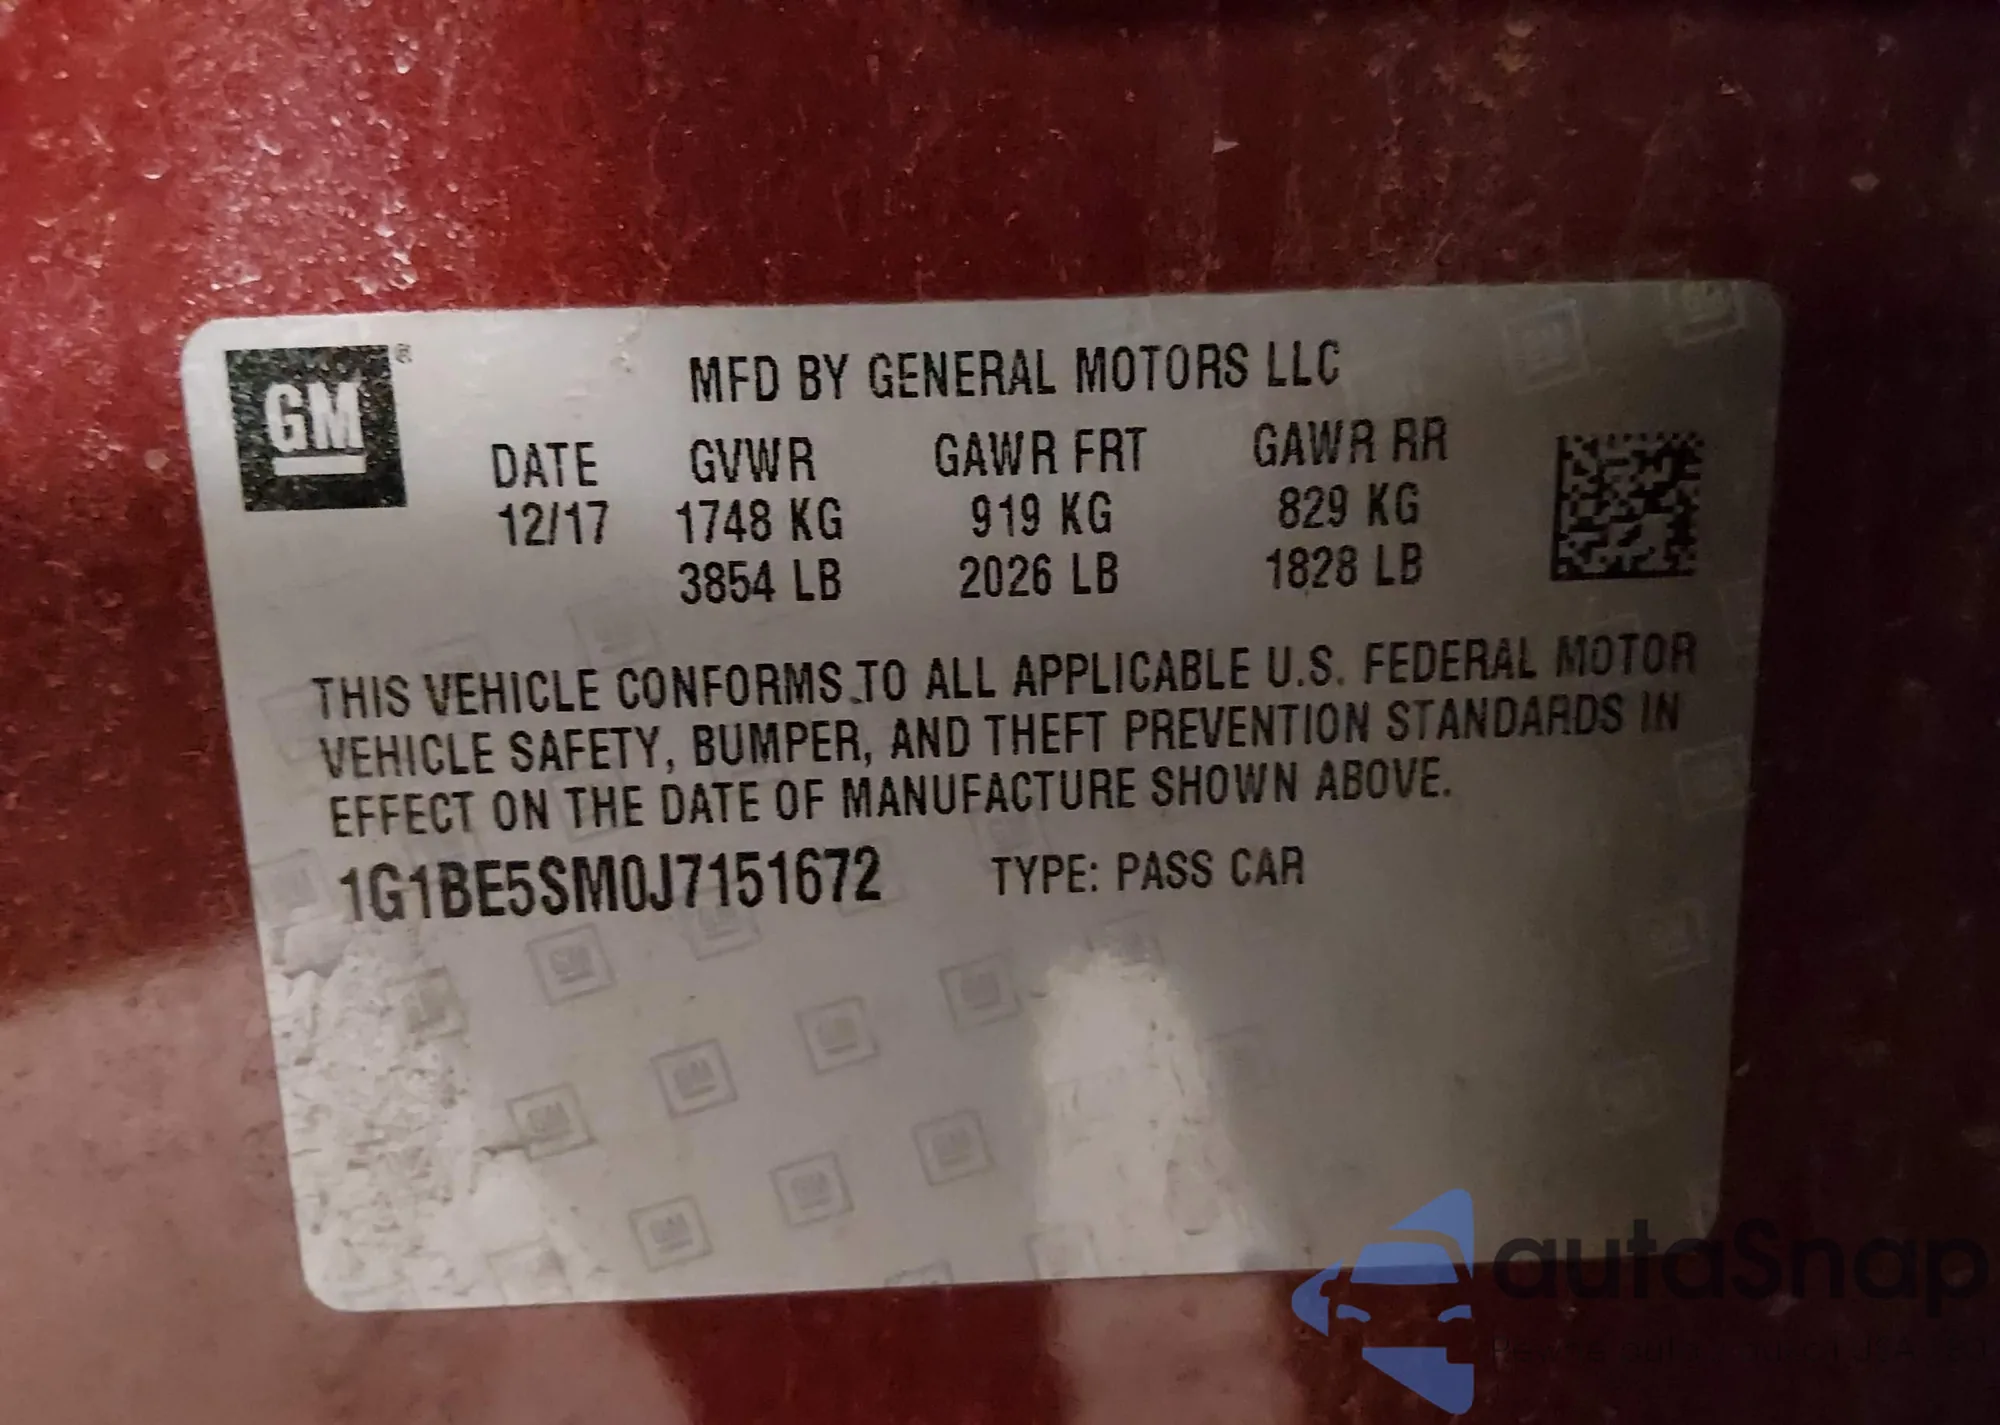 GM®
MFD BY GENERAL MOTORS LLC
DATE GVWR GAWR FRT GAWR RR
12/17 1748 KG 919 KG 829 KG
3854 LB 2026 LB 1828 LB
THIS VEHICLE CONFORMS TO ALL APPLICABLE U.S. FEDERAL MOTOR
VEHICLE SAFETY, BUMPER, AND THEFT PREVENTION STANDARDS IN
EFFECT ON THE DATE OF MANUFACTURE SHOWN ABOVE.
1G1BE5SM0J7151672 TYPE: PASS CAR
autaSnap